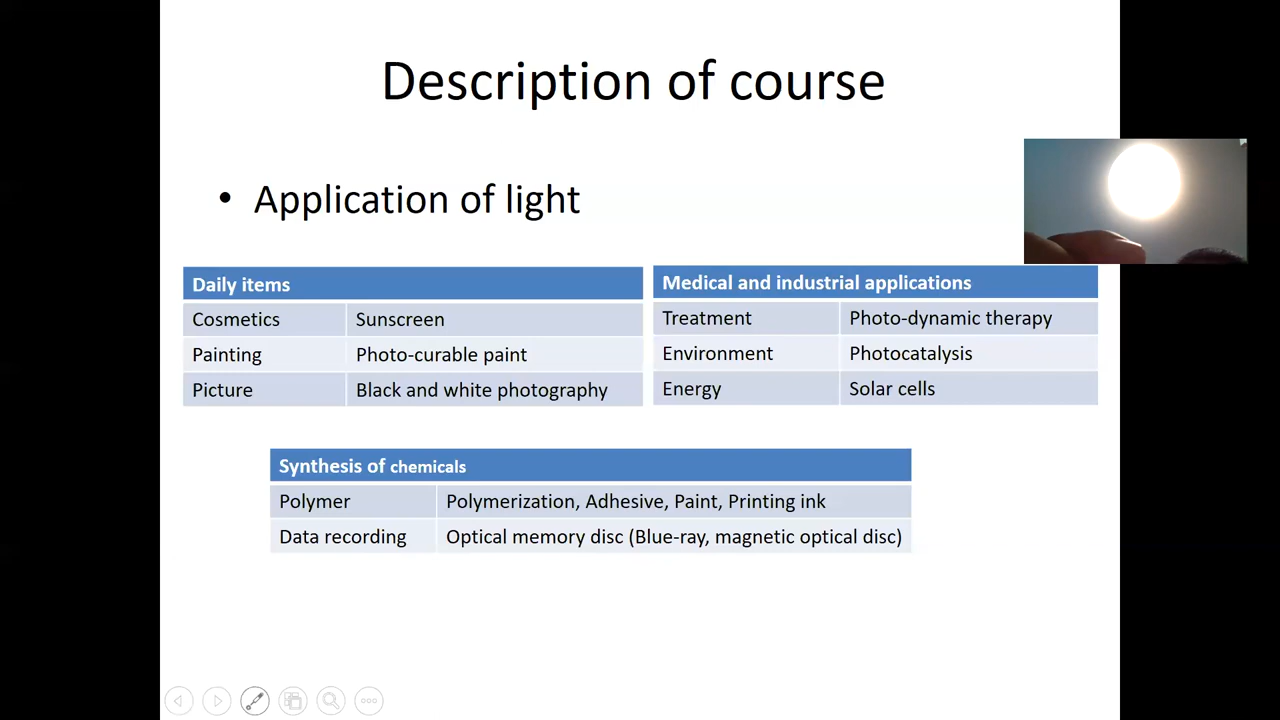 Description of course
• Application of light
Daily items
Cosmetics Sunscreen
Painting Photo-curable paint
Picture Black and white photography
Medical and industrial applications
Treatment Photo-dynamic therapy
Environment Photocatalysis
Energy Solar cells
Synthesis of chemicals
Polymer Polymerization, Adhesive, Paint, Printing ink
Data recording Optical memory disc (Blue-ray, magnetic optical disc)